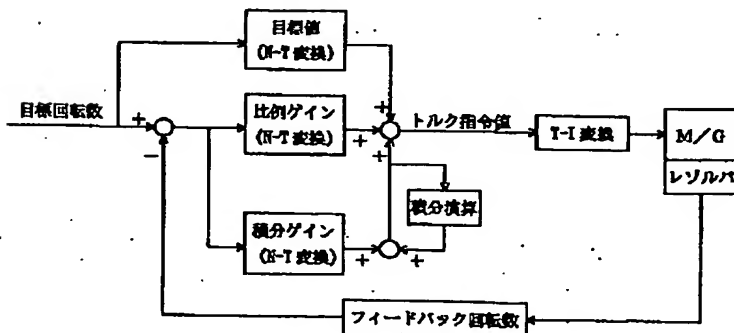 目標値
(N-T 変換)
目標回転数
+
−
比例ゲイン
(N-T 変換)
+
+
+
トルク指令値
T-I 変換
M/G
レゾルバ
積分演算
積分ゲイン
(N-T 変換)
+
+
フィードバック回転数